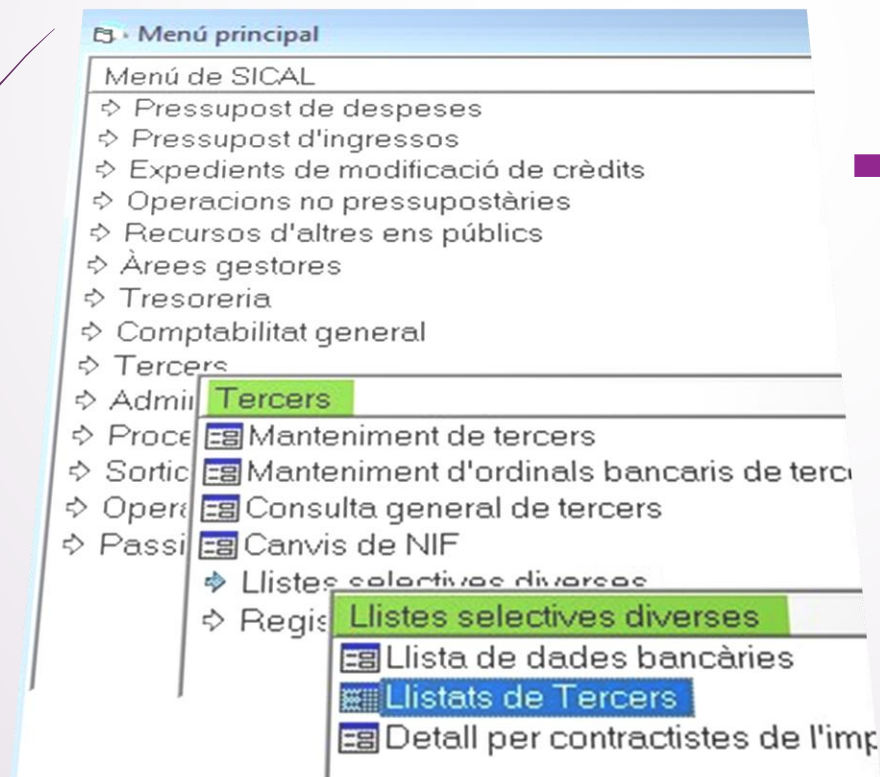 Menú principal
Menú de SICAL
Pressupost de despeses
Pressupost d'ingressos
Expedients de modificació de crèdits
Operacions no pressupostàries
Recursos d'altres ens públics
Àrees gestores
Tresoreria
Comptabilitat general
Tercers
Tercers
Manteniment de tercers
Manteniment d'ordinals bancaris de
Consulta general de tercers
Canvis de NIF
Llistes selectives diverses
Llistes selectives diverses
Llista de dades bancàries
Llistats de Tercers
Detall per contractistes de